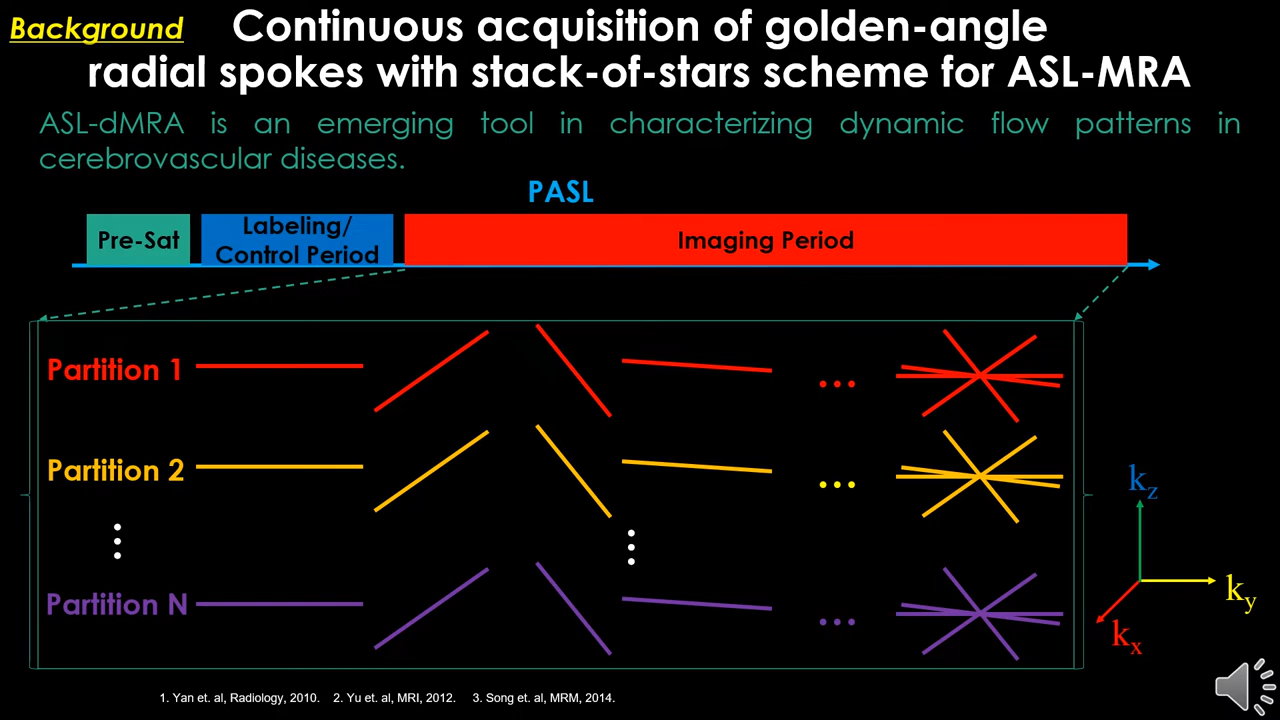 Background
Continuous acquisition of golden-angle
radial spokes with stack-of-stars scheme for ASL-MRA
ASL-dMRA is an emerging tool in characterizing dynamic flow patterns in
cerebrovascular diseases.
PASL
Pre-Sat
Labeling/
Control Period
Imaging Period
Partition 1
...
Partition 2
...
Partition N
...
kz
ky
kx
1. Yan et. al, Radiology, 2010. 2. Yu et. al, MRI, 2012. 3. Song et. al, MRM, 2014.